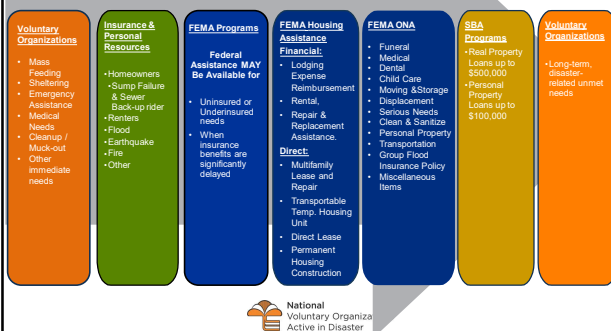 Voluntary
Organizations
• Mass
Feeding
• Sheltering
• Emergency
Assistance
• Medical
Needs
• Cleanup /
Muck-out
• Other
immediate
needs
Insurance &
Personal
Resources
•Homeowners
•Sump Failure
& Sewer
Back-up rider
•Renters
•Flood
•Earthquake
•Fire
•Other
FEMA Programs
Federal
Assistance MAY
Be Available for
• Uninsured or
Underinsured
needs
• When
insurance
benefits are
significantly
delayed
FEMA Housing
Assistance
Financial:
• Lodging
Expense
Reimbursement
• Rental,
• Repair &
Replacement
Assistance.
Direct:
• Multifamily
Lease and
Repair
• Transportable
Temp. Housing
Unit
• Direct Lease
• Permanent
Housing
Construction
FEMA ONA
• Funeral
• Medical
• Dental
• Child Care
• Moving &Storage
• Displacement
• Serious Needs
• Clean & Sanitize
• Personal Property
• Transportation
• Group Flood
Insurance Policy
• Miscellaneous
Items
SBA
Programs
•Real Property
Loans up to
$500,000
•Personal
Property
Loans up to
$100,000
Voluntary
Organizations
•Long-term,
disaster-
related unmet
needs
National
Voluntary Organiza
Active in Disaster